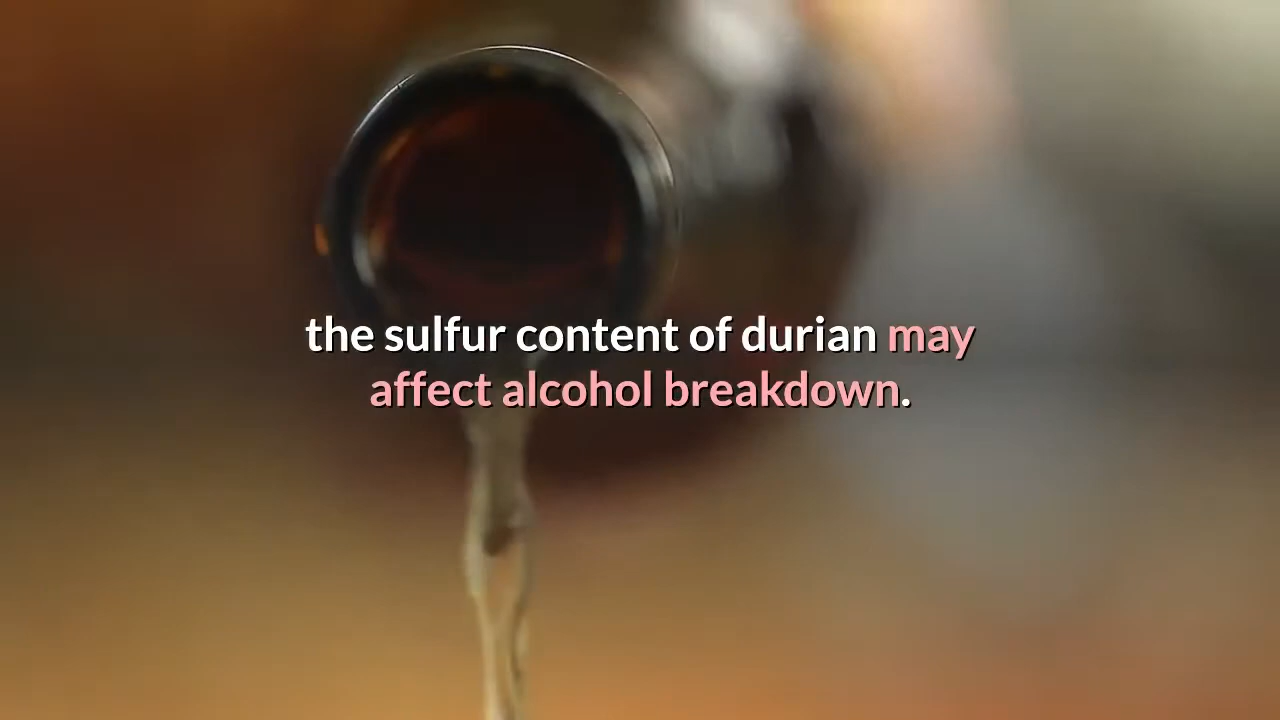 the sulfur content of durian may
affect alcohol breakdown.